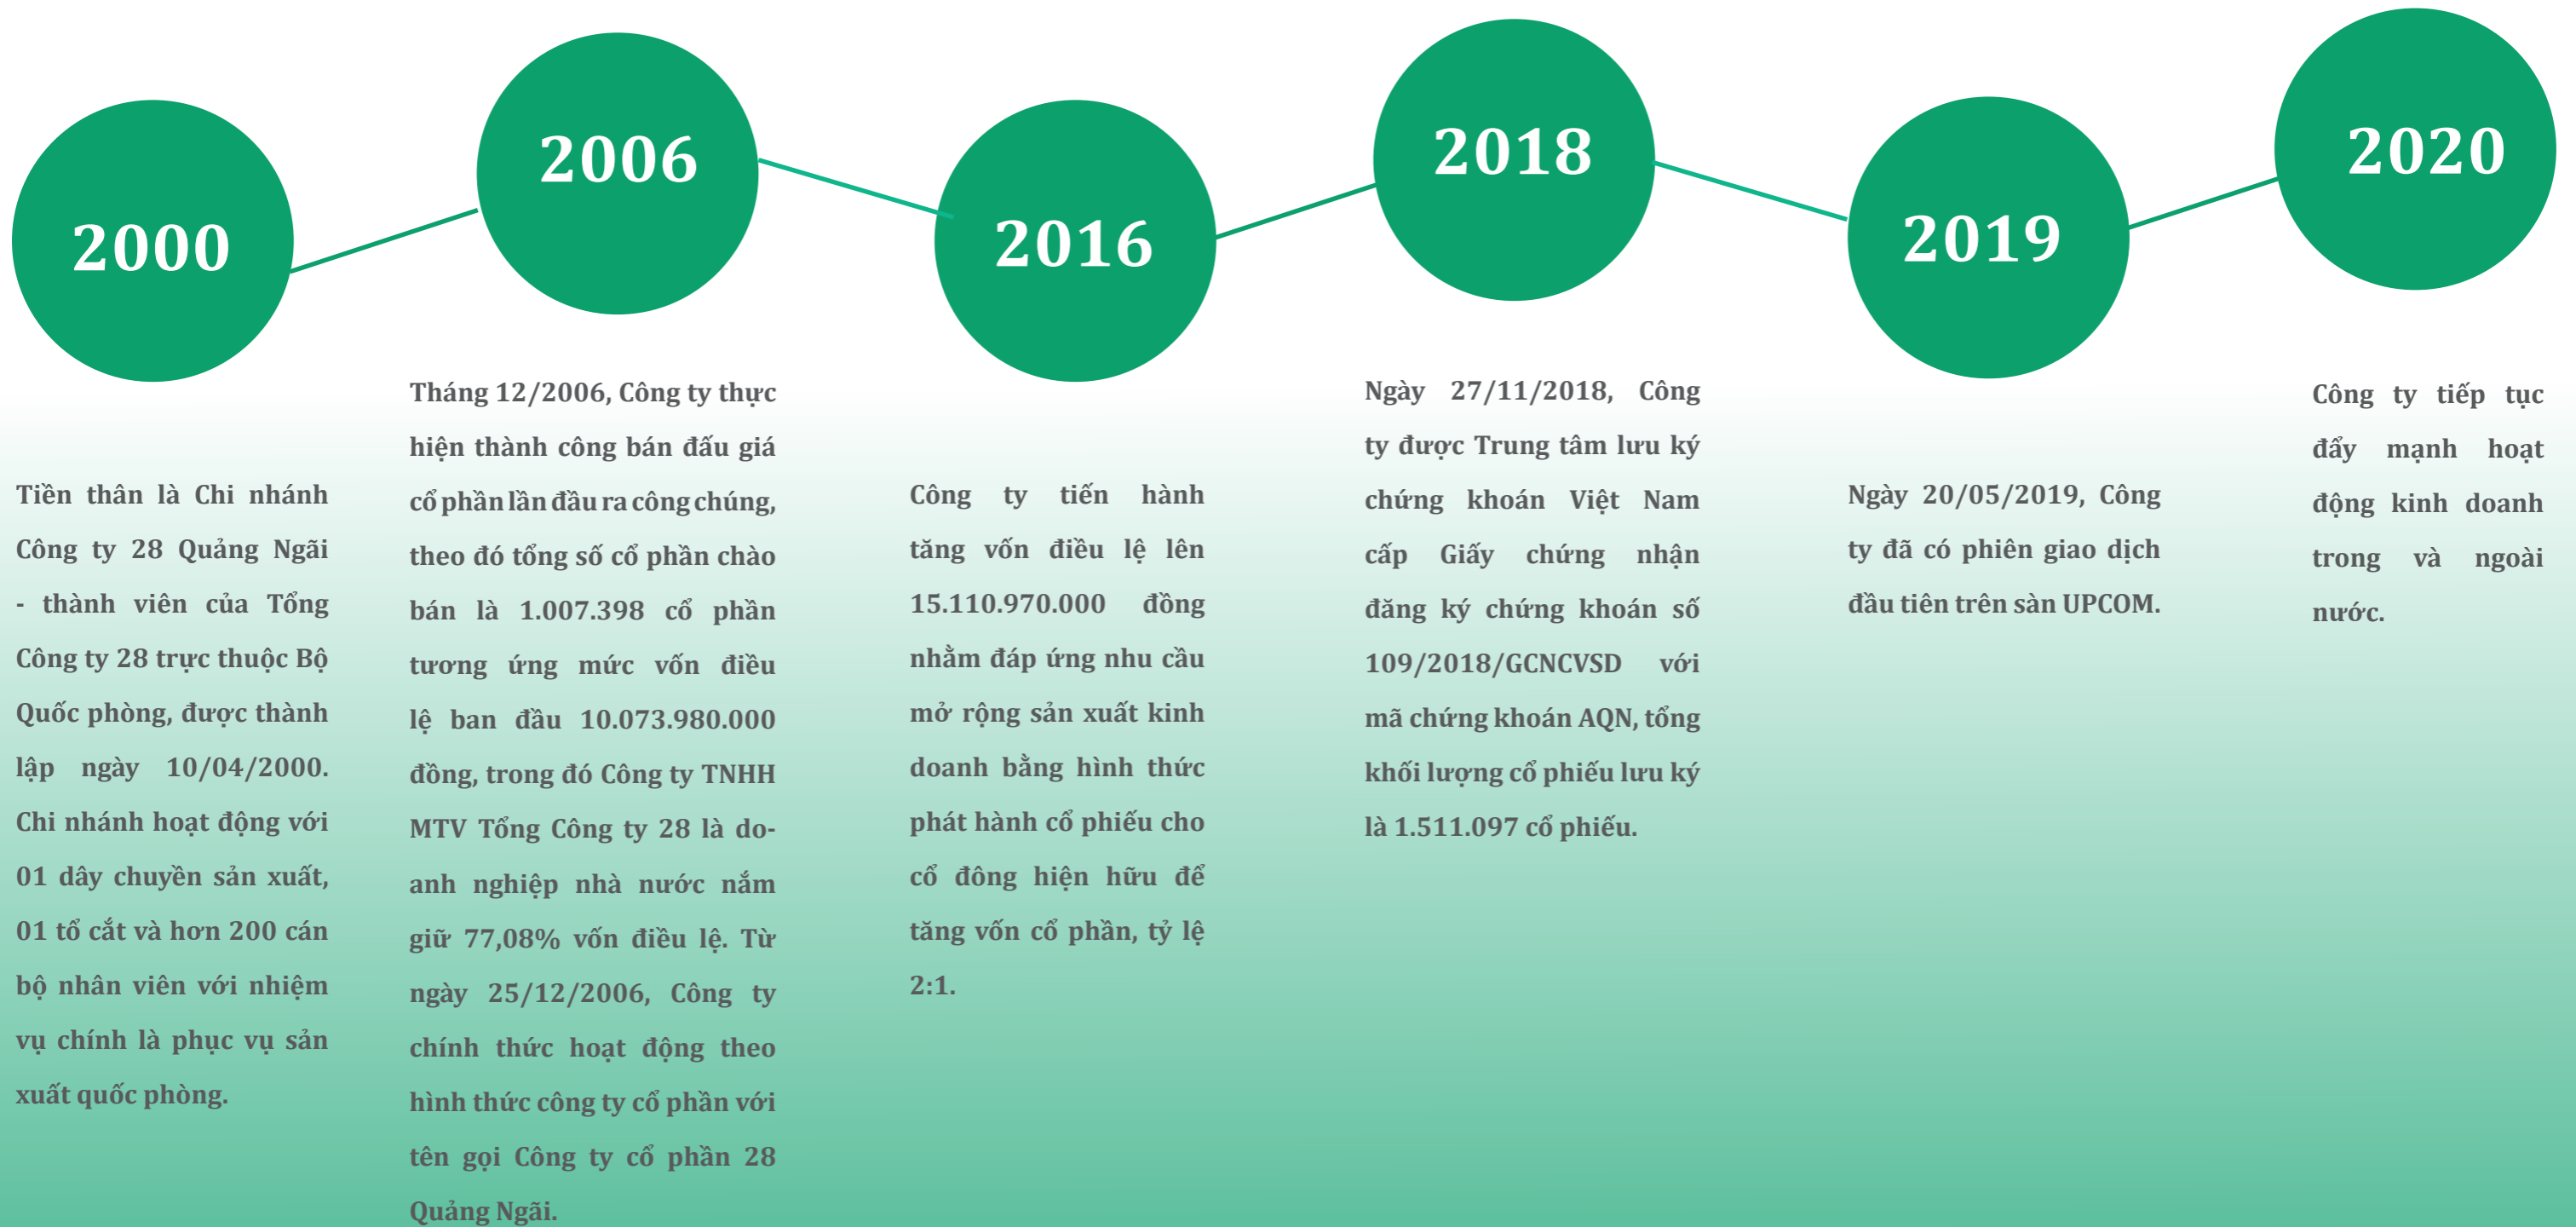 2000
Tiền thân là Chi nhánh
Công ty 28 Quảng Ngãi
- thành viên của Tổng
Công ty 28 trực thuộc Bộ
Quốc phòng, được thành
lập ngày 10/04/2000.
Chi nhánh hoạt động với
01 dây chuyền sản xuất,
01 tổ cắt và hơn 200 cán
bộ nhân viên với nhiệm
vụ chính là phục vụ sản
xuất quốc phòng.
2006
Tháng 12/2006, Công ty thực
hiện thành công bán đấu giá
cổ phần lần đầu ra công chúng,
theo đó tổng số cổ phần chào
bán là 1.007.398 cổ phần
tương ứng mức vốn điều
lệ ban đầu 10.073.980.000
đồng, trong đó Công ty TNHH
MTV Tổng Công ty 28 là do-
anh nghiệp nhà nước nắm
giữ 77,08% vốn điều lệ. Từ
ngày 25/12/2006, Công ty
chính thức hoạt động theo
hình thức công ty cổ phần với
tên gọi Công ty cổ phần 28
Quảng Ngãi.
2016
Công ty tiến hành
tăng vốn điều lệ lên
15.110.970.000 đồng
nhằm đáp ứng nhu cầu
mở rộng sản xuất kinh
doanh bằng hình thức
phát hành cổ phiếu cho
cổ đông hiện hữu để
tăng vốn cổ phần, tỷ lệ
2:1.
2018
Ngày 27/11/2018, Công
ty được Trung tâm lưu ký
chứng khoán Việt Nam
cấp Giấy chứng nhận
đăng ký chứng khoán số
109/2018/GCNCVSD với
mã chứng khoán AQN, tổng
khối lượng cổ phiếu lưu ký
là 1.511.097 cổ phiếu.
2019
Ngày 20/05/2019, Công
ty đã có phiên giao dịch
đầu tiên trên sàn UPCOM.
2020
Công ty tiếp tục
đẩy mạnh hoạt
động kinh doanh
trong và ngoài
nước.